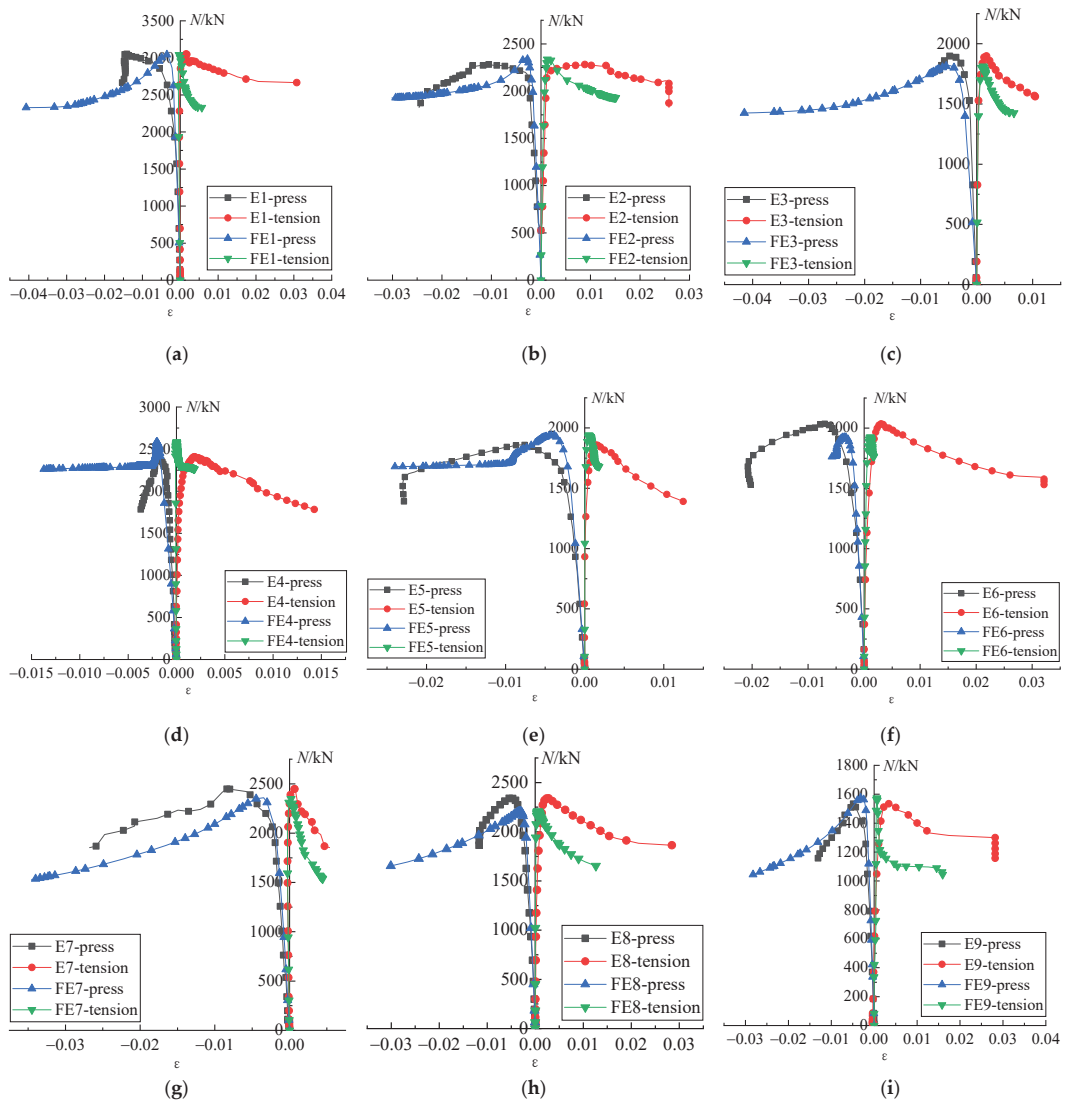 N/kN
3500
3000
2500
2000
1500
1000
500
0
E1-press
E1-tension
FE1-press
FE1-tension
−0.04 −0.03 −0.02 −0.01 0.00 0.01 0.02 0.03 0.04
ε
(a)
N/kN
2500
2000
1500
1000
500
0
E2-press
E2-tension
FE2-press
FE2-tension
−0.03 −0.02 −0.01 0.00 0.01 0.02 0.03
ε
(b)
N/kN
2000
1500
1000
500
0
E3-press
E3-tension
FE3-press
FE3-tension
−0.04 −0.03 −0.02 −0.01 0.00 0.01
ε
(c)
N/kN
3000
2500
2000
1500
1000
500
0
E4-press
E4-tension
FE4-press
FE4-tension
−0.015 −0.010 −0.005 0.000 0.005 0.010 0.015
ε
(d)
N/kN
2000
1500
1000
500
0
E5-press
E5-tension
FE5-press
FE5-tension
−0.02 −0.01 0.00 0.01
ε
(e)
N/kN
2000
1500
1000
500
0
E6-press
E6-tension
FE6-press
FE6-tension
−0.02 −0.01 0.00 0.01 0.02 0.03
ε
(f)
N/kN
2500
2000
1500
1000
500
0
E7-press
E7-tension
FE7-press
FE7-tension
−0.03 −0.02 −0.01 0.00
ε
(g)
N/kN
2500
2000
1500
1000
500
0
E8-press
E8-tension
FE8-press
FE8-tension
−0.03 −0.02 −0.01 0.00 0.01 0.02 0.03
ε
(h)
N/kN
1800
1600
1400
1200
1000
800
600
400
200
0
E9-press
E9-tension
FE9-press
FE9-tension
−0.03 −0.02 −0.01 0.00 0.01 0.02 0.03 0.04
ε
(i)